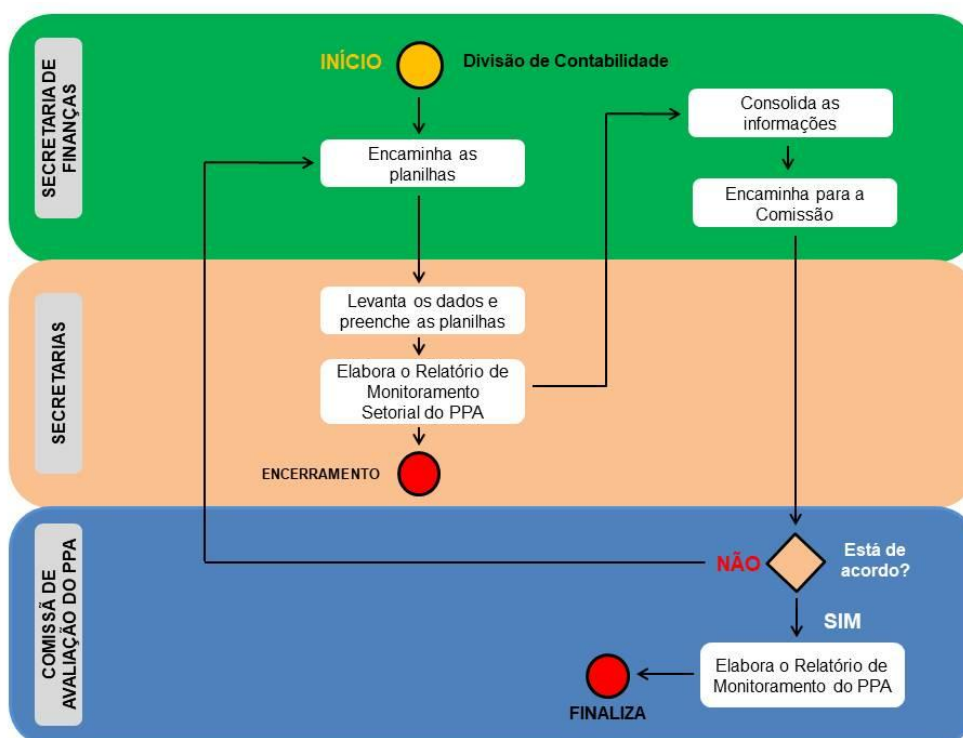 SECRETARIA DE
FINANÇAS
INÍCIO
Divisão de Contabilidade
Encaminha as
planilhas
Consolida as
informações
Encaminha para a
Comissão
SECRETARIAS
Levanta os dados e
preenche as planilhas
Elabora o Relatório de
Monitoramento
Setorial do PPA
ENCERRAMENTO
COMISSÃ DE
AVALIAÇÃO DO PPA
NÃO
Está de
acordo?
SIM
Elabora o Relatório de
Monitoramento do PPA
FINALIZA